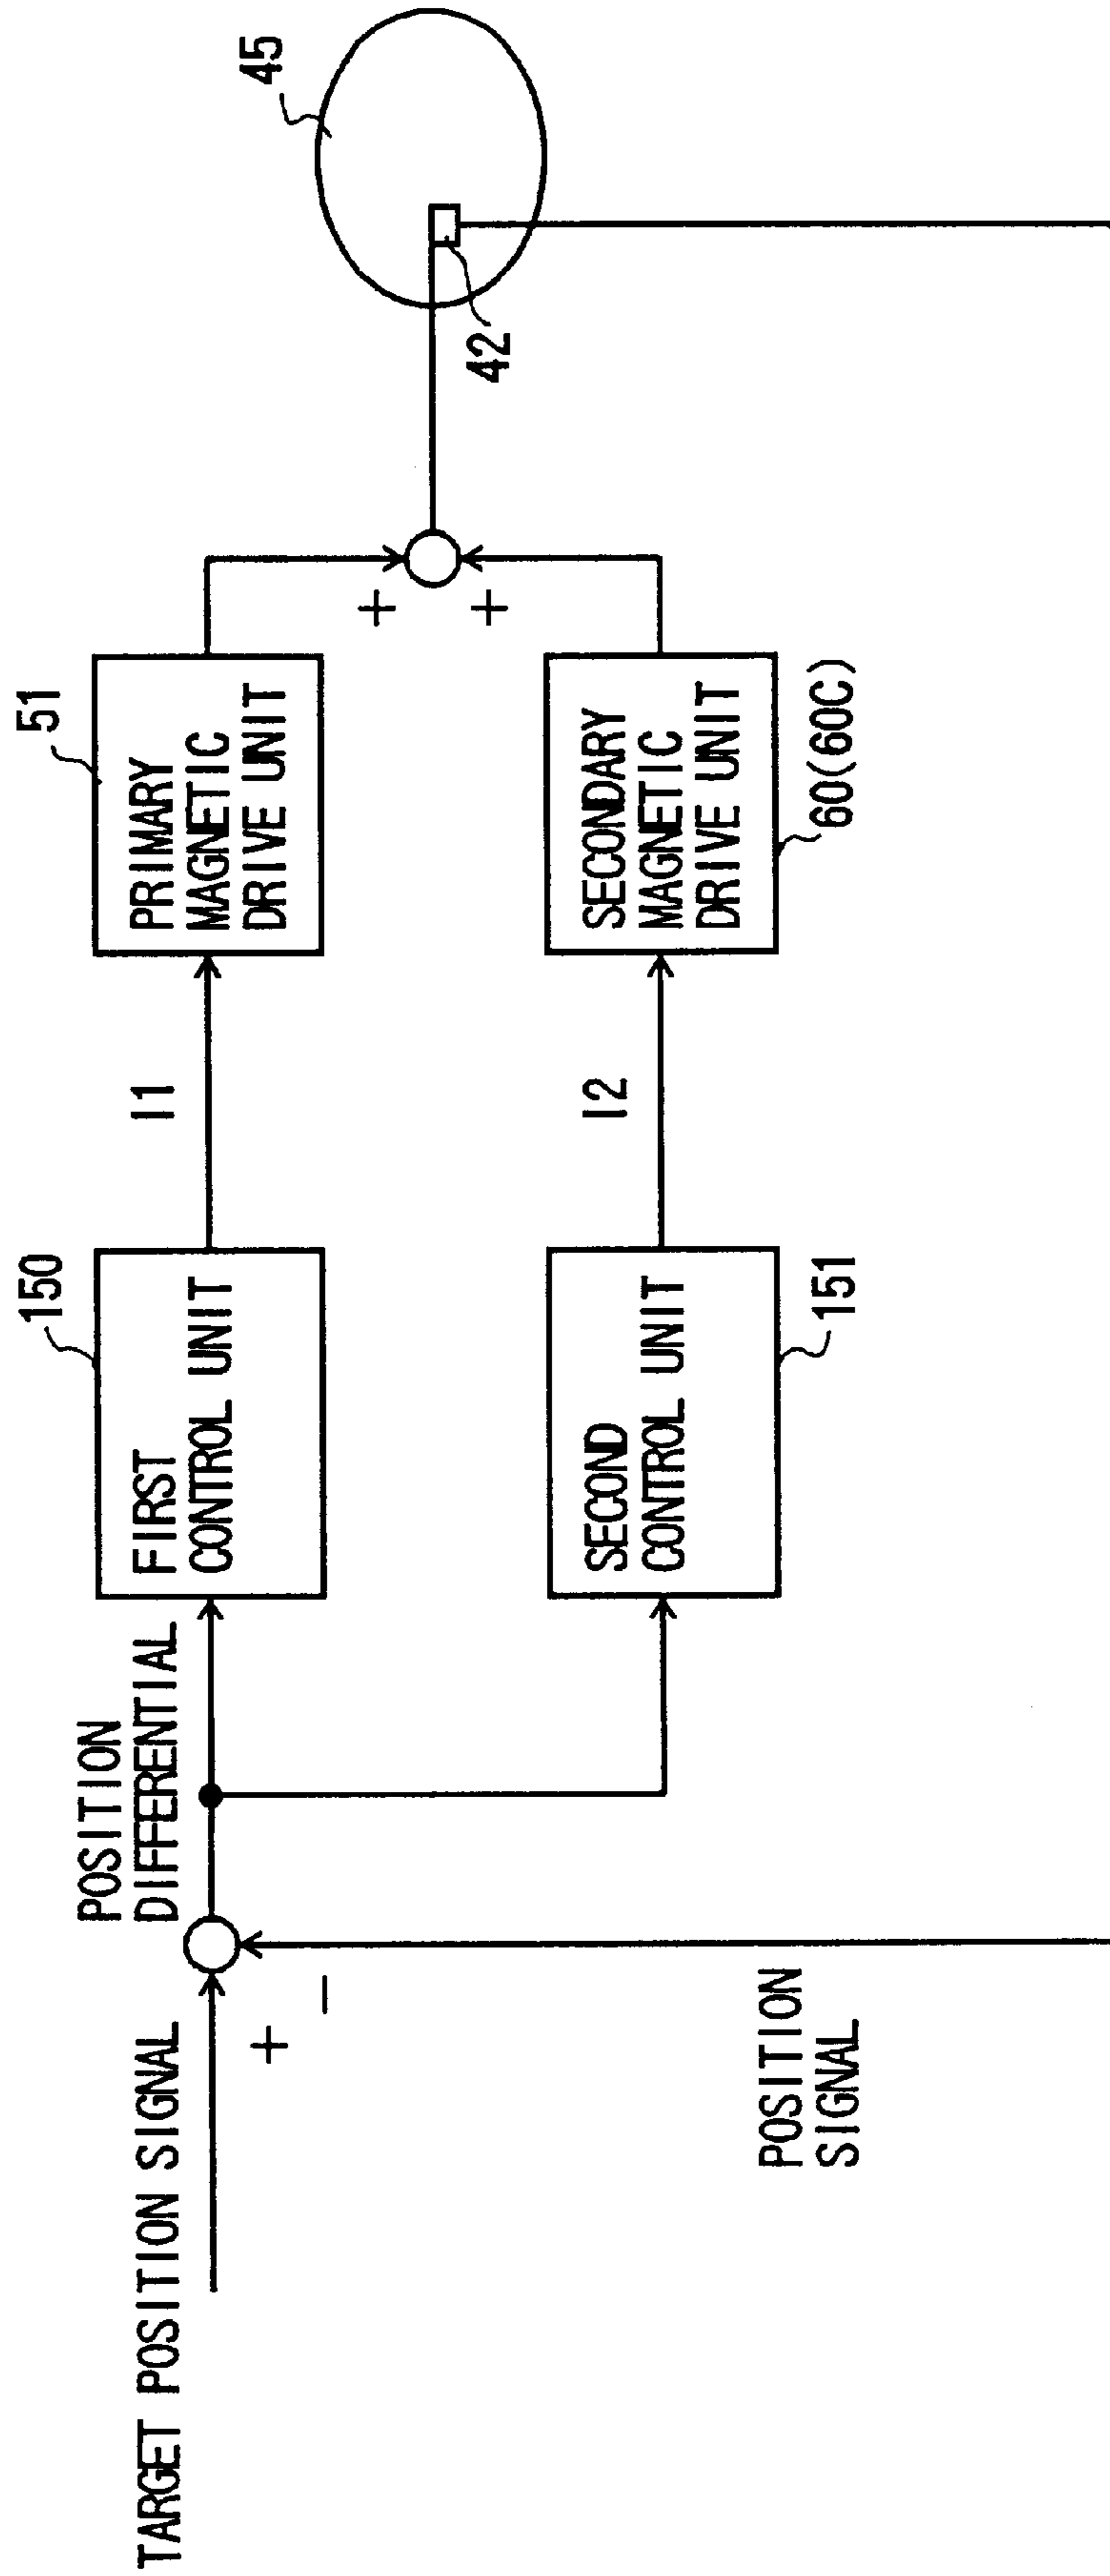 TARGET POSITION SIGNAL
+
−
POSITION
DIFFERENTIAL
150
FIRST
CONTROL UNIT
I1
51
PRIMARY
MAGNETIC
DRIVE UNIT
+
+
45
42
SECOND
CONTROL UNIT
151
I2
SECONDARY
MAGNETIC
DRIVE UNIT
60(60C)
POSITION
SIGNAL